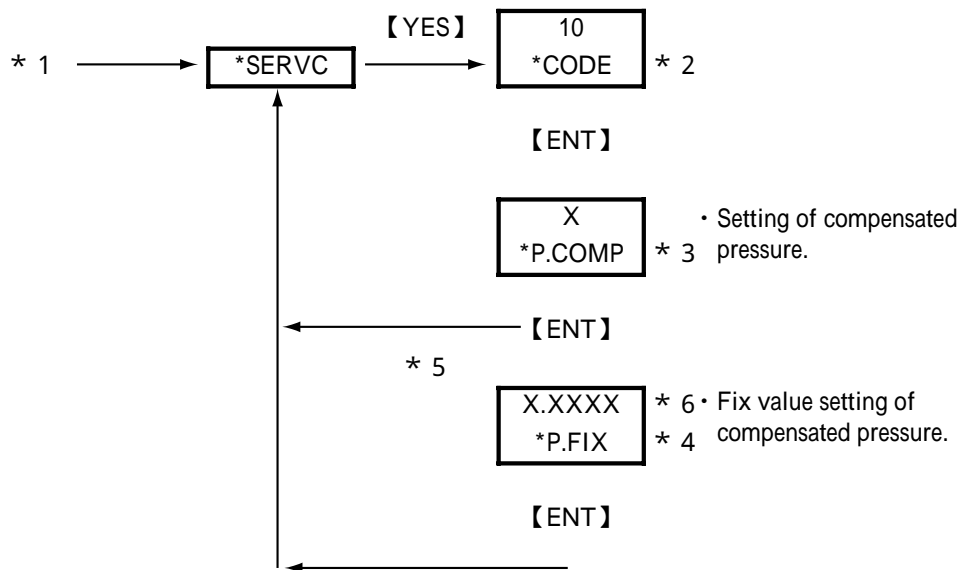 【YES】
* 1
*SERVC
10
*CODE
* 2
【ENT】
X
*P.COMP
* 3
・Setting of compensated
pressure.
【ENT】
* 5
X.XXXX
*P.FIX
* 6
* 4
・Fix value setting of
compensated pressure.
【ENT】